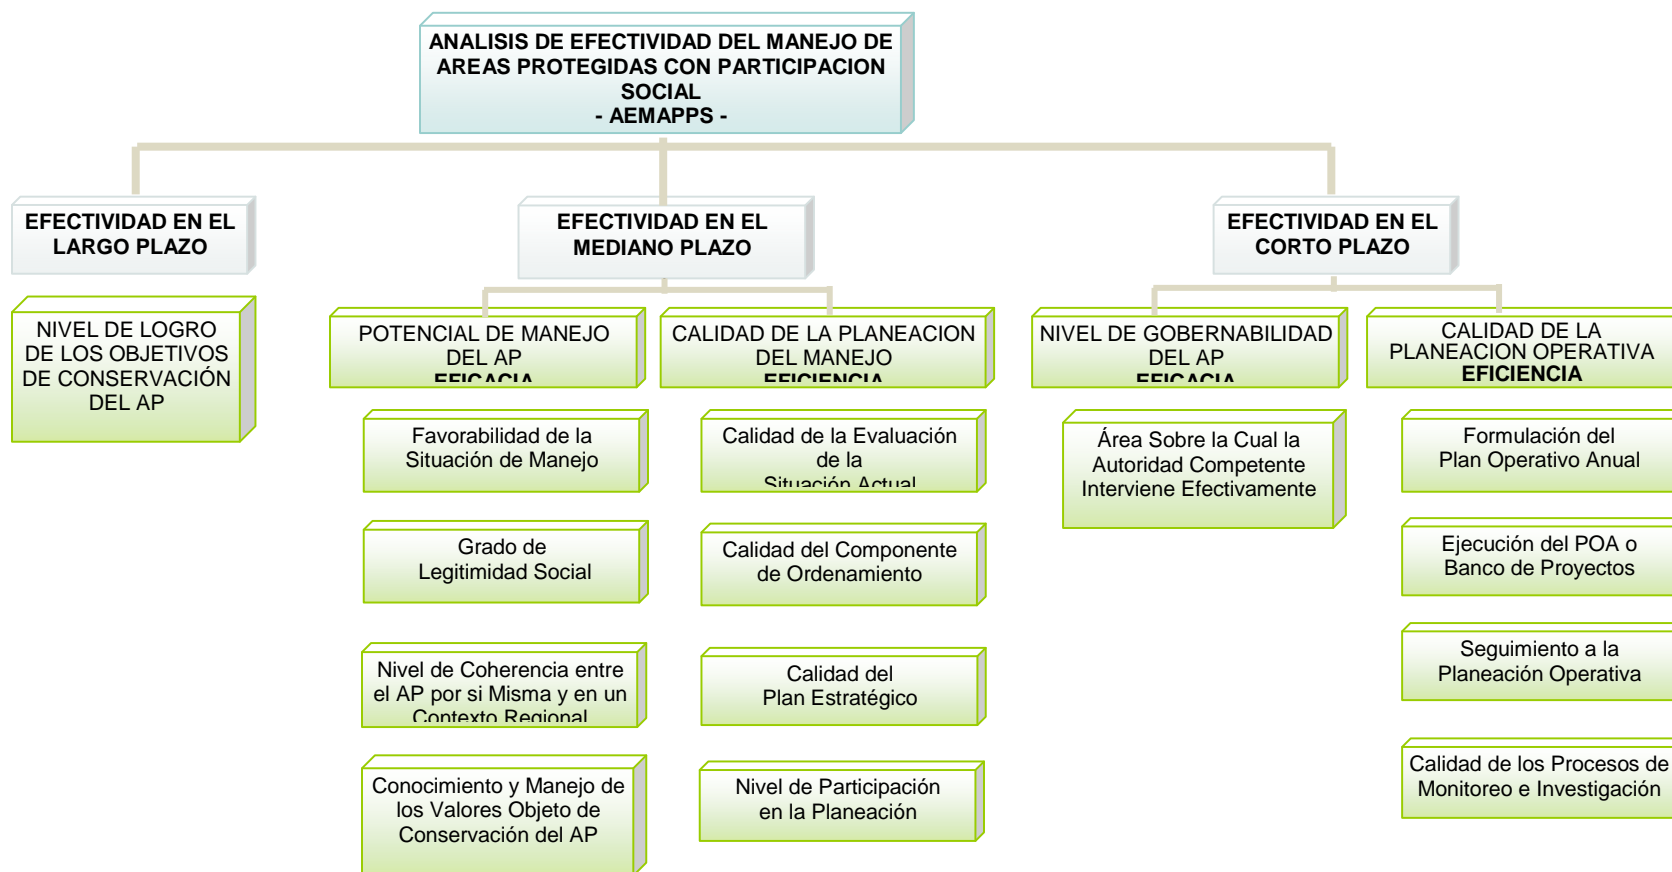 ANALISIS DE EFECTIVIDAD DEL MANEJO DE
AREAS PROTEGIDAS CON PARTICIPACION
SOCIAL
- AEMAPPS -
EFECTIVIDAD EN EL
LARGO PLAZO
NIVEL DE LOGRO
DE LOS OBJETIVOS
DE CONSERVACIÓN
DEL AP
EFECTIVIDAD EN EL
MEDIANO PLAZO
POTENCIAL DE MANEJO
DEL AP
EFICACIA
Favorabilidad de la
Situación de Manejo
Grado de
Legitimidad Social
Nivel de Coherencia entre
el AP por si Misma y en un
Contexto Regional
Conocimiento y Manejo de
los Valores Objeto de
Conservación del AP
CALIDAD DE LA PLANEACION
DEL MANEJO
EFICIENCIA
Calidad de la Evaluación
de la
Situación Actual
Calidad del Componente
de Ordenamiento
Calidad del
Plan Estratégico
Nivel de Participación
en la Planeación
EFECTIVIDAD EN EL
CORTO PLAZO
NIVEL DE GOBERNABILIDAD
DEL AP
EFICACIA
Área Sobre la Cual la
Autoridad Competente
Interviene Efectivamente
CALIDAD DE LA
PLANEACION OPERATIVA
EFICIENCIA
Formulación del
Plan Operativo Anual
Ejecución del POA o
Banco de Proyectos
Seguimiento a la
Planeación Operativa
Calidad de los Procesos de
Monitoreo e Investigación